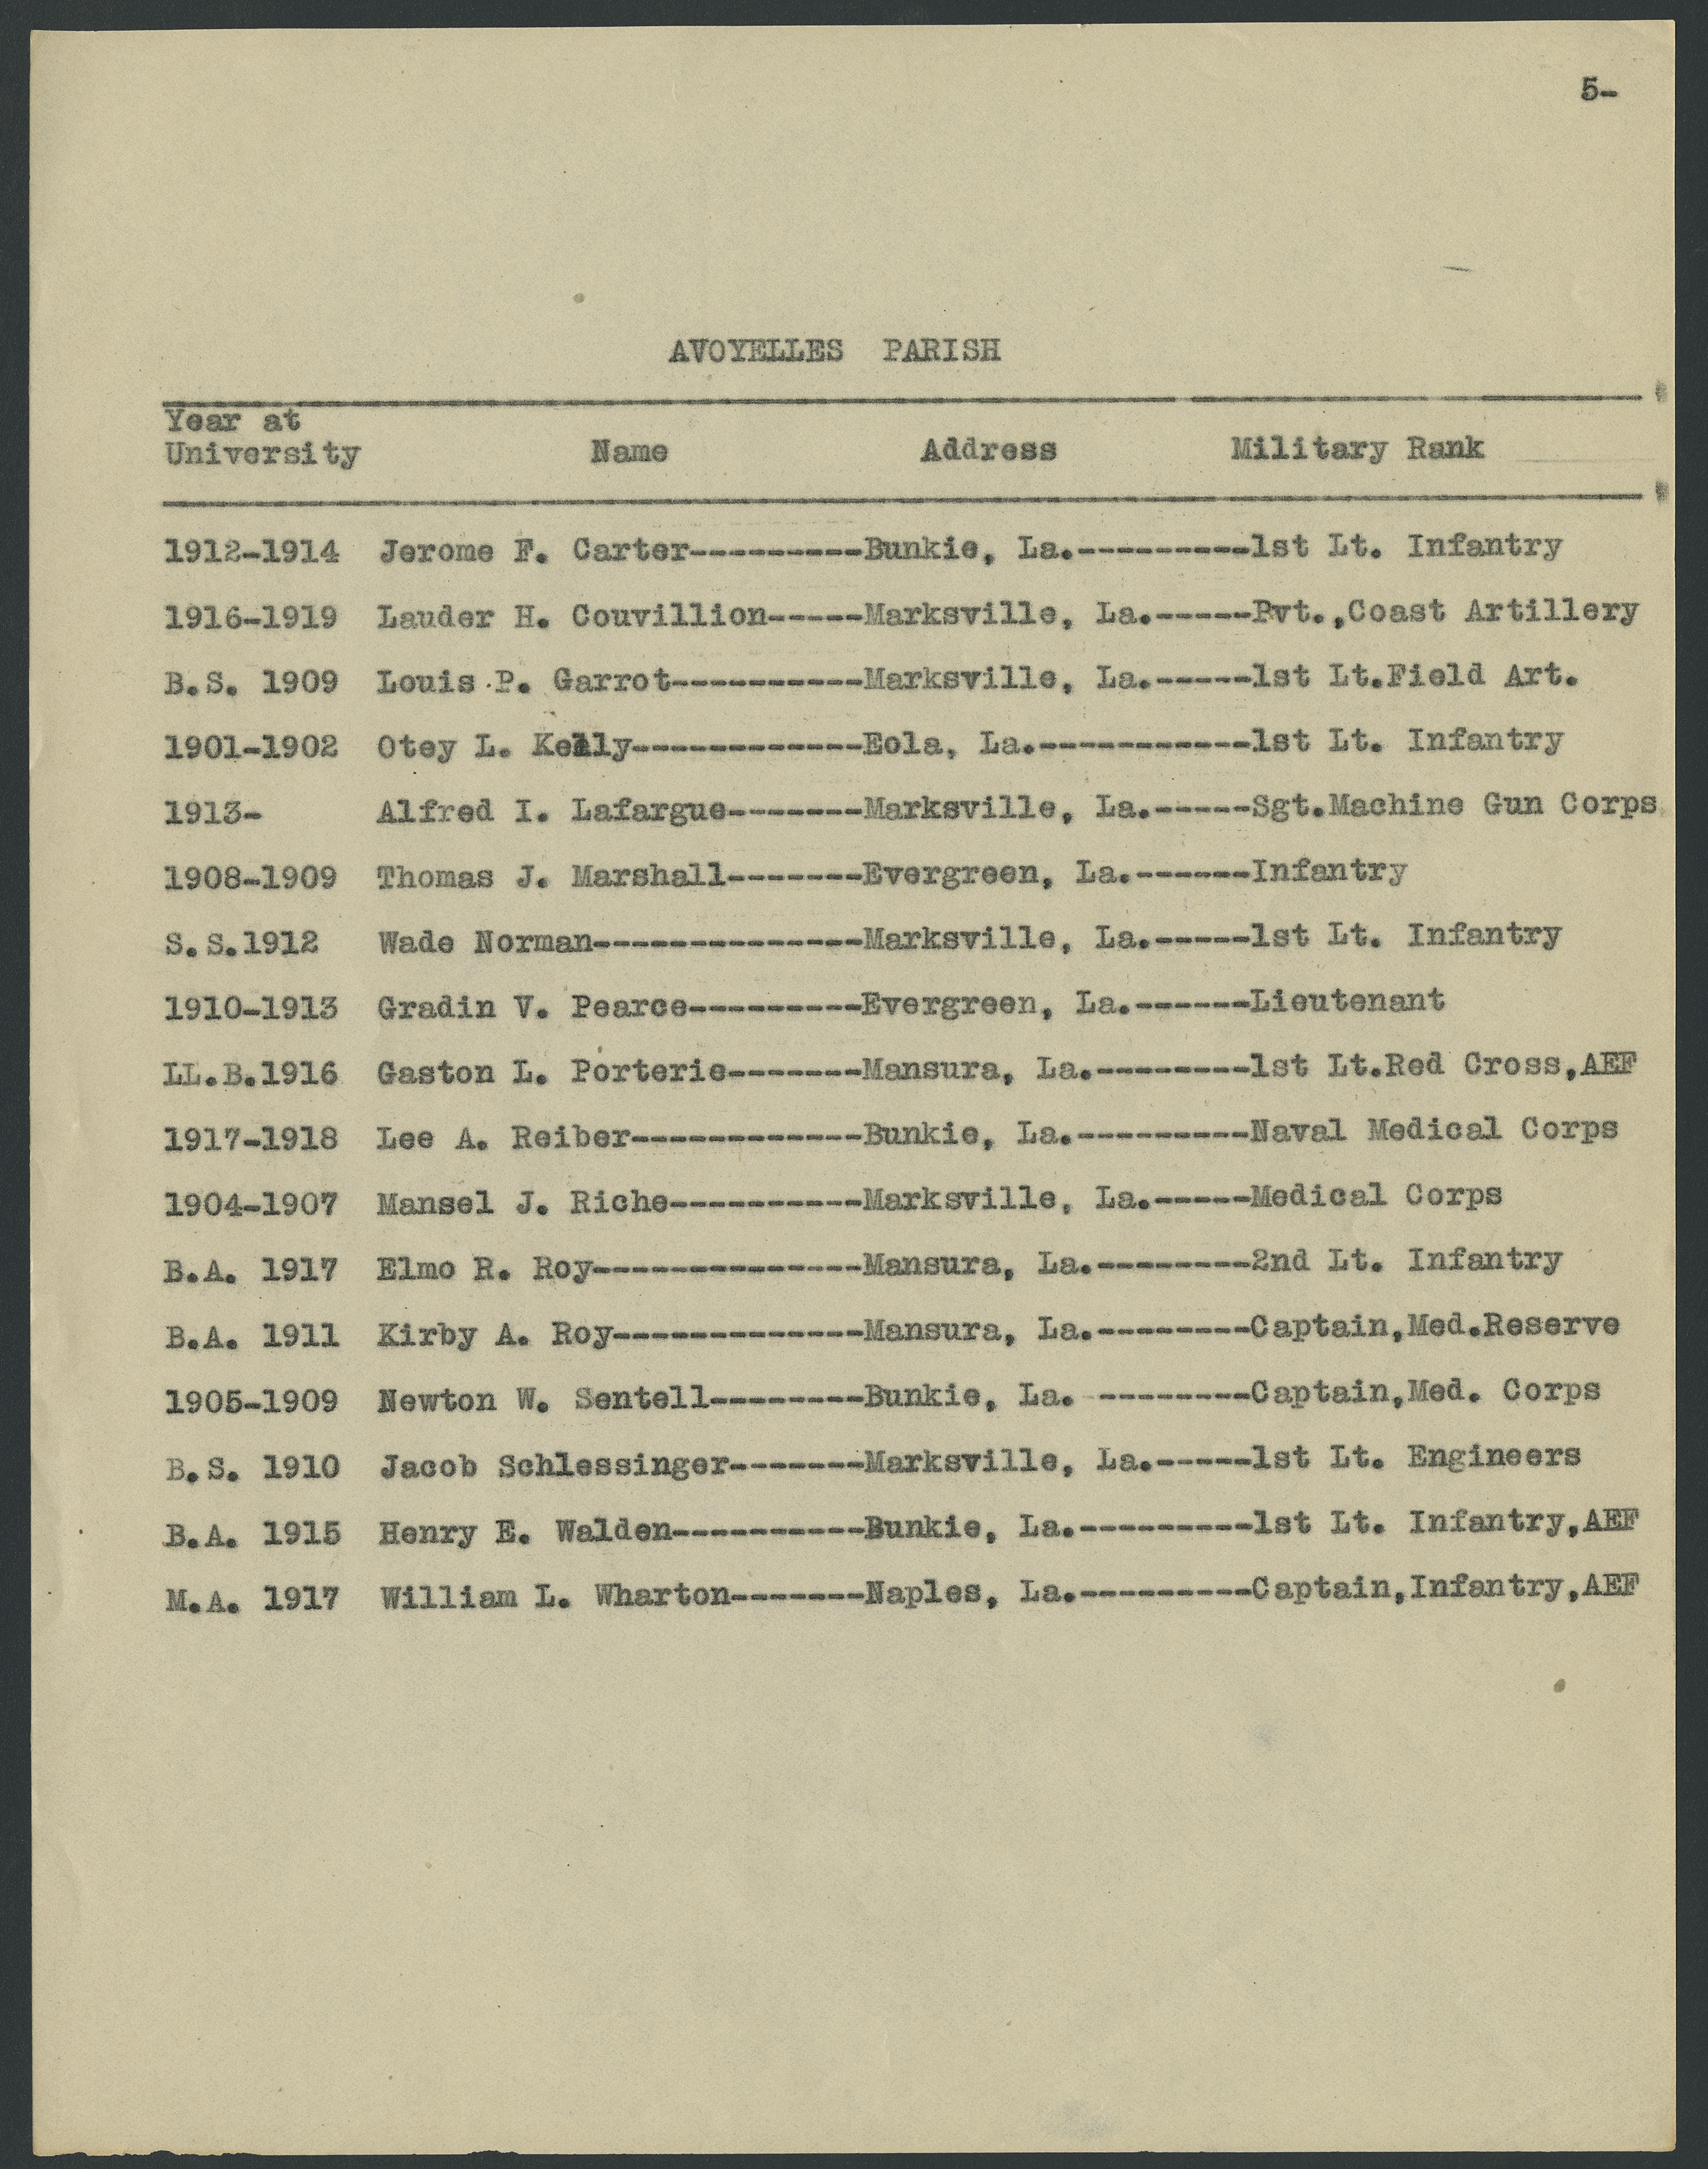 5-
AVOYELLES PARISH
Year at
University Name Address Military Rank
1912-1914 Jerome F. Carter---------Bunkie, La.---------1st Lt. Infantry
1916-1919 Lauder H. Couvillion-----Marksville, La.-----Pvt.,Coast Artillery
B.S. 1909 Louis P. Garrot----------Marksville, La.-----1st Lt.Field Art.
1901-1902 Otey L. Kelly------------Eola, La.-----------1st Lt. Infantry
1913- Alfred I. Lafargue-------Marksville, La.-----Sgt.Machine Gun Corps
1908-1909 Thomas J. Marshall-------Evergreen, La.------Infantry
S.S.1912 Wade Norman--------------Marksville, La.-----1st Lt. Infantry
1910-1913 Gradin V. Pearce---------Evergreen, La.------Lieutenant
LL.B.1916 Gaston L. Porterie-------Mansura, La.--------1st Lt.Red Cross,AEF
1917-1918 Lee A. Reiber------------Bunkie, La.---------Naval Medical Corps
1904-1907 Mansel J. Riche----------Marksville, La.-----Medical Corps
B.A. 1917 Elmo R. Roy--------------Mansura, La.--------2nd Lt. Infantry
B.A. 1911 Kirby A. Roy-------------Mansura, La.--------Captain,Med.Reserve
1905-1909 Newton W. Sentell--------Bunkie, La. --------Captain,Med. Corps
B.S. 1910 Jacob Schlessinger-------Marksville, La.-----1st Lt. Engineers
B.A. 1915 Henry E. Walden----------Bunkie, La.---------1st Lt. Infantry,AEF
M.A. 1917 William L. Wharton-------Naples, La.---------Captain,Infantry,AEF